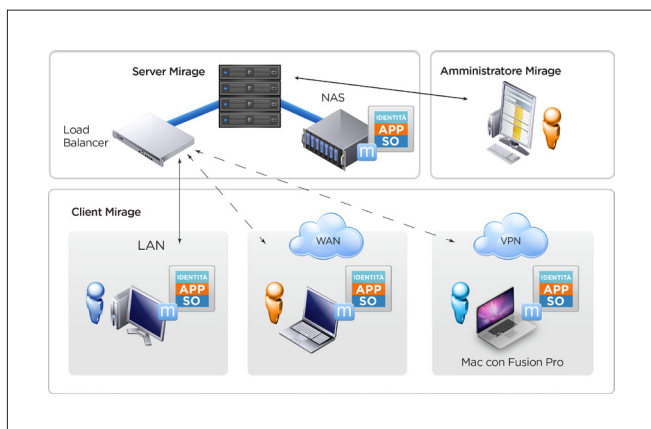 Server Mirage
Amministratore Mirage
NAS
Load
Balancer
IDENTITÀ
APP
SO
m
Client Mirage
LAN
WAN
VPN
IDENTITÀ
APP
SO
m
IDENTITÀ
APP
SO
m
IDENTITÀ
APP
SO
m
Mac con Fusion Pro